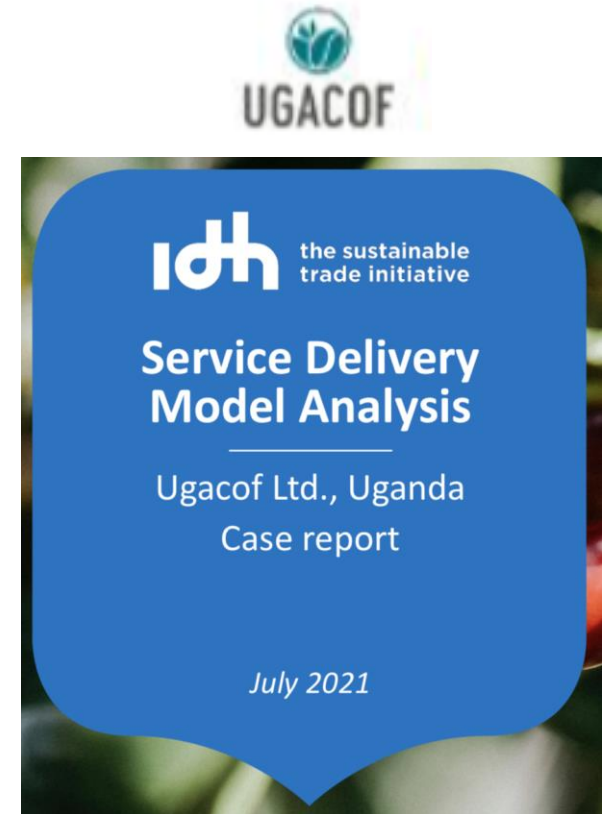 UGACOF
idh
the sustainable
trade initiative
Service Delivery
Model Analysis
Ugacof Ltd., Uganda
Case report
July 2021